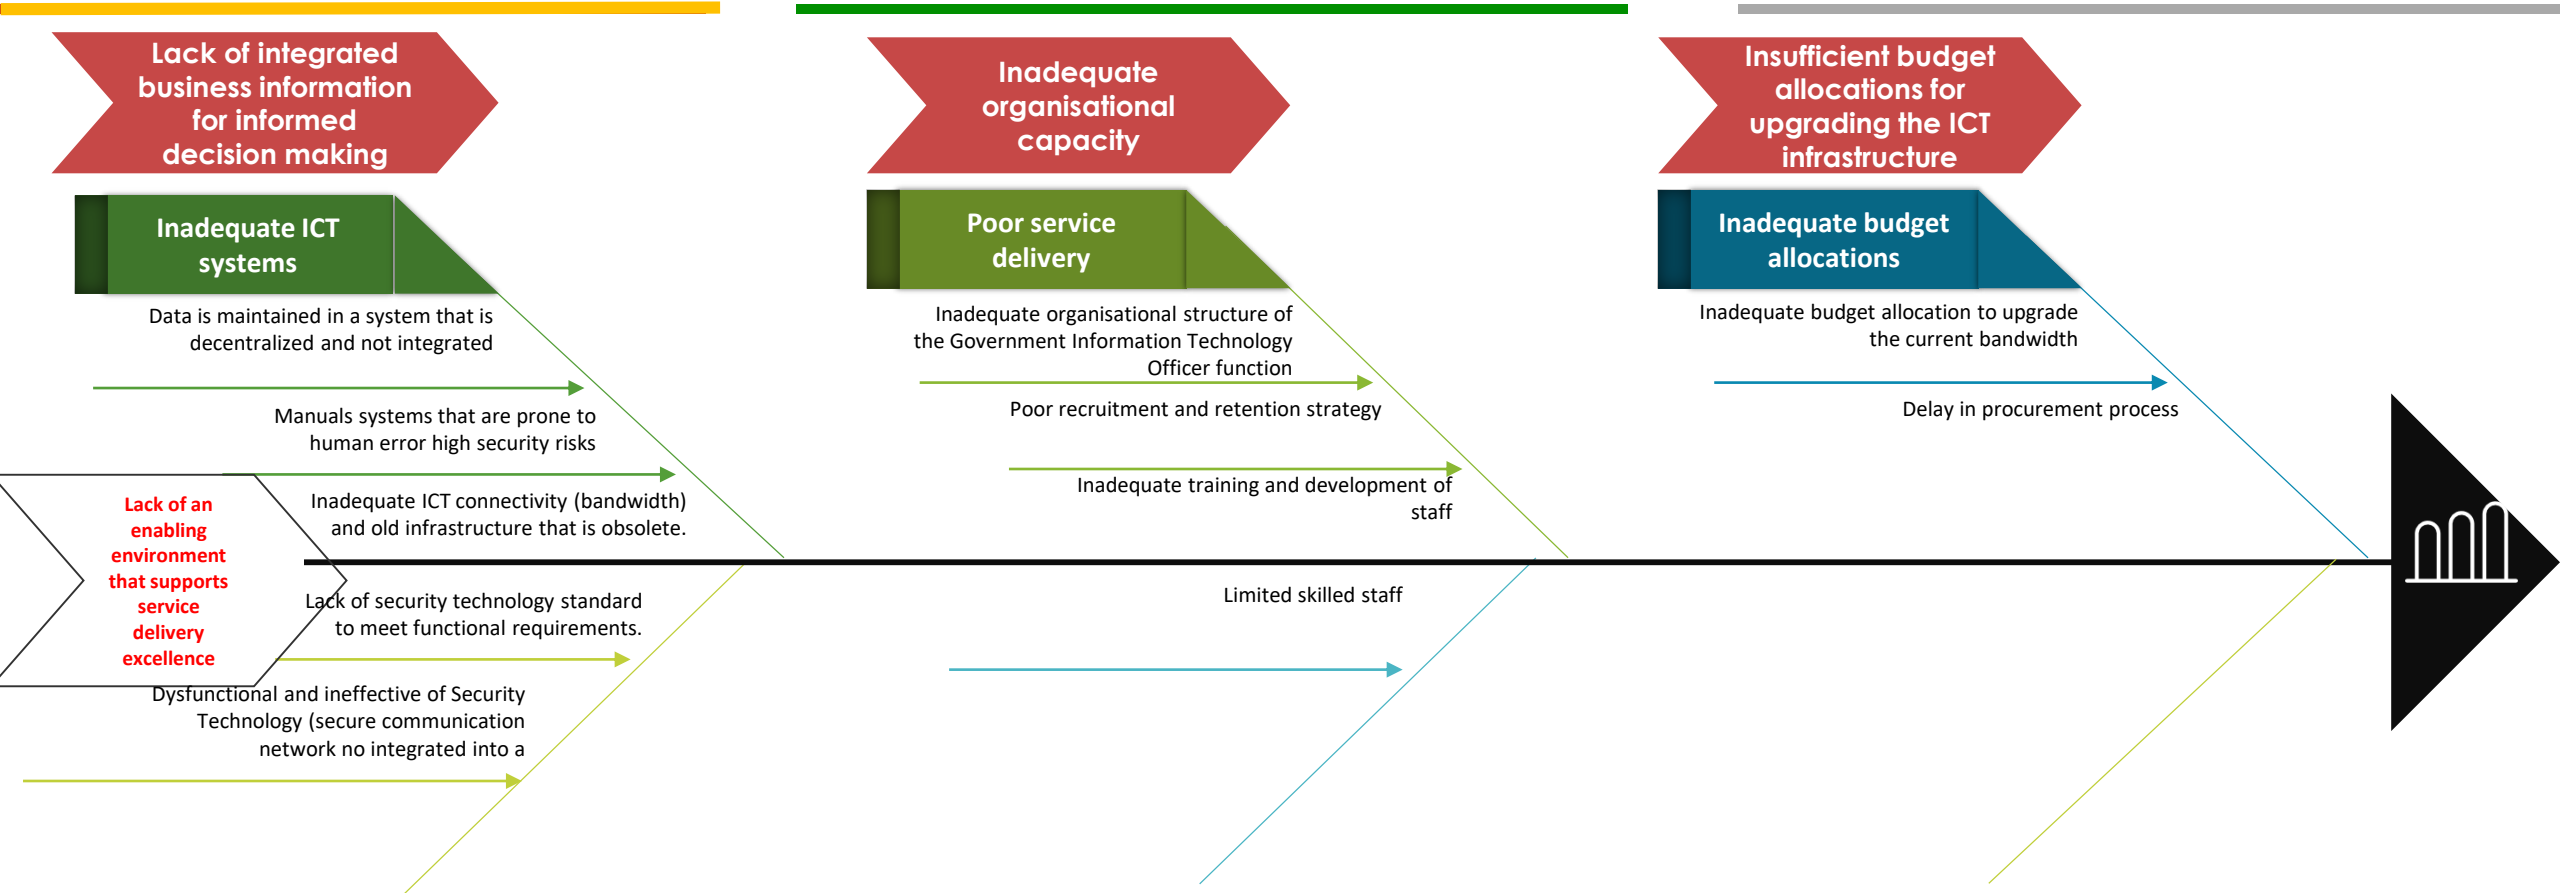 Lack of integrated
business information
for informed
decision making
Inadequate
organisational
capacity
Insufficient budget
allocations for
upgrading the ICT
infrastructure
Inadequate ICT
systems
Poor service
delivery
Inadequate budget
allocations
Data is maintained in a system that is
decentralized and not integrated
Manuals systems that are prone to
human error high security risks
Inadequate ICT connectivity (bandwidth)
and old infrastructure that is obsolete.
Inadequate organisational structure of
the Government Information Technology
Officer function
Poor recruitment and retention strategy
Inadequate training and development of
staff
Inadequate budget allocation to upgrade
the current bandwidth
Delay in procurement process
Lack of an
enabling
environment
that supports
service
delivery
excellence
Lack of security technology standard
to meet functional requirements.
Dysfunctional and ineffective of Security
Technology (secure communication
network no integrated into a
Limited skilled staff